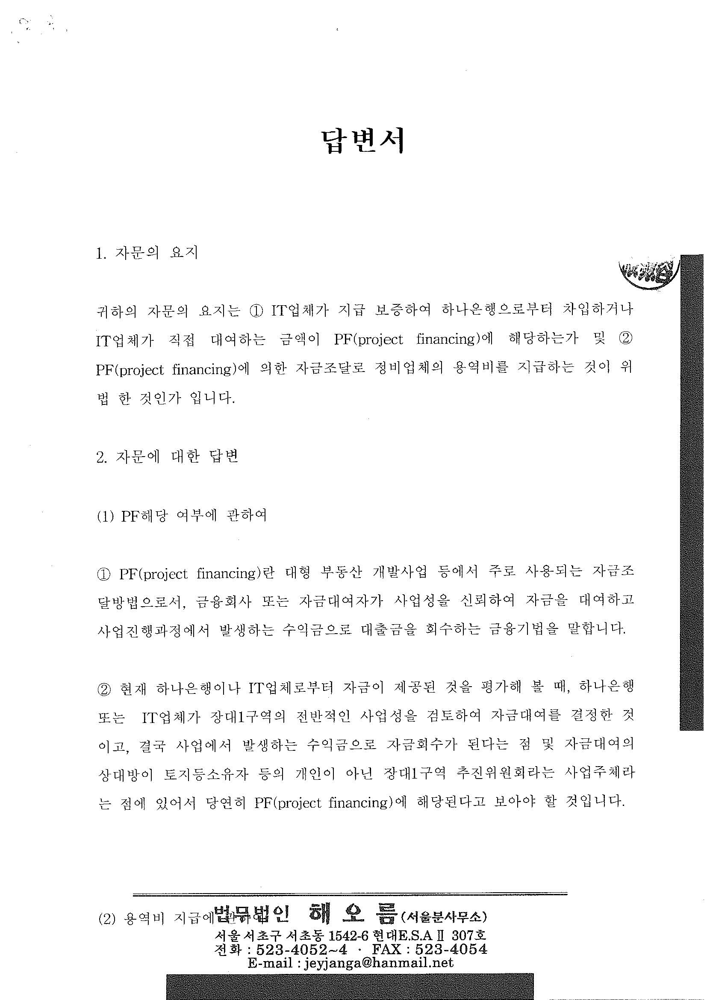 답변서
1. 자문의 요지
귀하의 자문의 요지는 ① IT업체가 지급 보증하여 하나은행으로부터 차입하거나
IT업체가 직접 대여하는 금액이 PF(project financing)에 해당하는가 및 ②
PF(project financing)에 의한 자금조달로 정비업체의 용역비를 지급하는 것이 위
법 한 것인가 입니다.
2. 자문에 대한 답변
(1) PF해당 여부에 관하여
① PF(project financing)란 대형 부동산 개발사업 등에서 주로 사용되는 자금조
달방법으로서, 금융회사 또는 자금대여자가 사업성을 신뢰하여 자금을 대여하고
사업진행과정에서 발생하는 수익금으로 대출금을 회수하는 금융기법을 말합니다.
② 현재 하나은행이나 IT업체로부터 자금이 제공된 것을 평가해 볼 때, 하나은행
또는 IT업체가 장대1구역의 전반적인 사업성을 검토하여 자금대여를 결정한 것
이고, 결국 사업에서 발생하는 수익금으로 자금회수가 된다는 점 및 자금대여의
상대방이 토지등소유자 등의 개인이 아닌 장대1구역 추진위원회라는 사업주체라
는 점에 있어서 당연히 PF(project financing)에 해당된다고 보아야 할 것입니다.
(2) 용역비 지급에
법무법인 해오름(서울분사무소)
서울 서초구 서초동 1542-6 현대E.S.A Ⅱ 307호
전화 : 523-4052~4 · FAX : 523-4054
E-mail : jeyjanga@hanmail.net